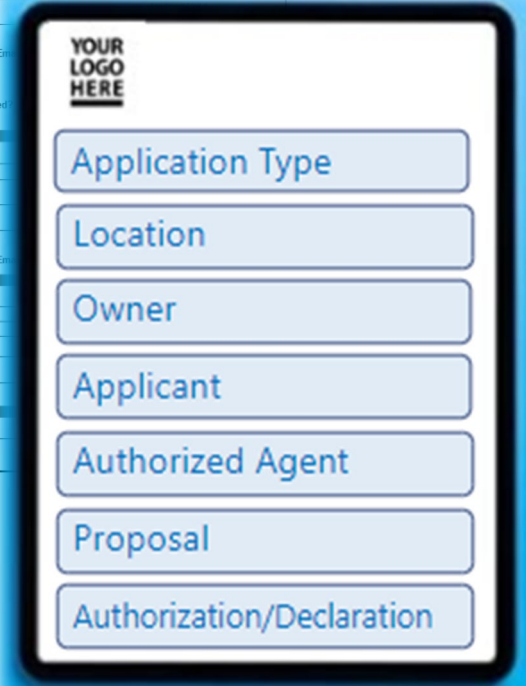 YOUR
LOGO
HERE
Application Type
Location
Owner
Applicant
Authorized Agent
Proposal
Authorization/Declaration